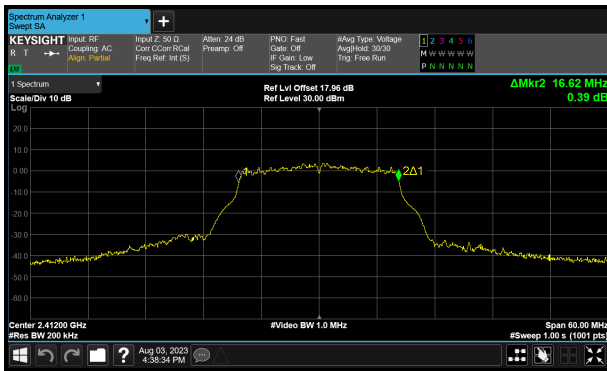 Spectrum Analyzer 1
Swept SA
KEYSIGHT
R T
Input: RF
Coupling: AC
Align: Partial
Input Z: 50 Ω
Corr CCorr RCal
Freq Ref: Int (S)
Atten: 24 dB
Preamp: Off
PNO: Fast
Gate: Off
IF Gain: Low
Sig Track: Off
#Avg Type: Voltage
Avg|Hold: 30/30
Trig: Free Run
1 2 3 4 5 6
M W W W W W
P N N N N N
1 Spectrum
Scale/Div 10 dB
Ref Lvl Offset 17.96 dB
Ref Level 30.00 dBm
ΔMkr2 16.62 MHz
0.39 dB
Log
20.0
10.0
0.00
-10.0
-20.0
-30.0
-40.0
-50.0
-60.0
2Δ1
Center 2.41200 GHz
#Res BW 200 kHz
#Video BW 1.0 MHz
Span 60.00 MHz
#Sweep 1.00 s (1001 pts)
?
Aug 03, 2023
4:38:34 PM